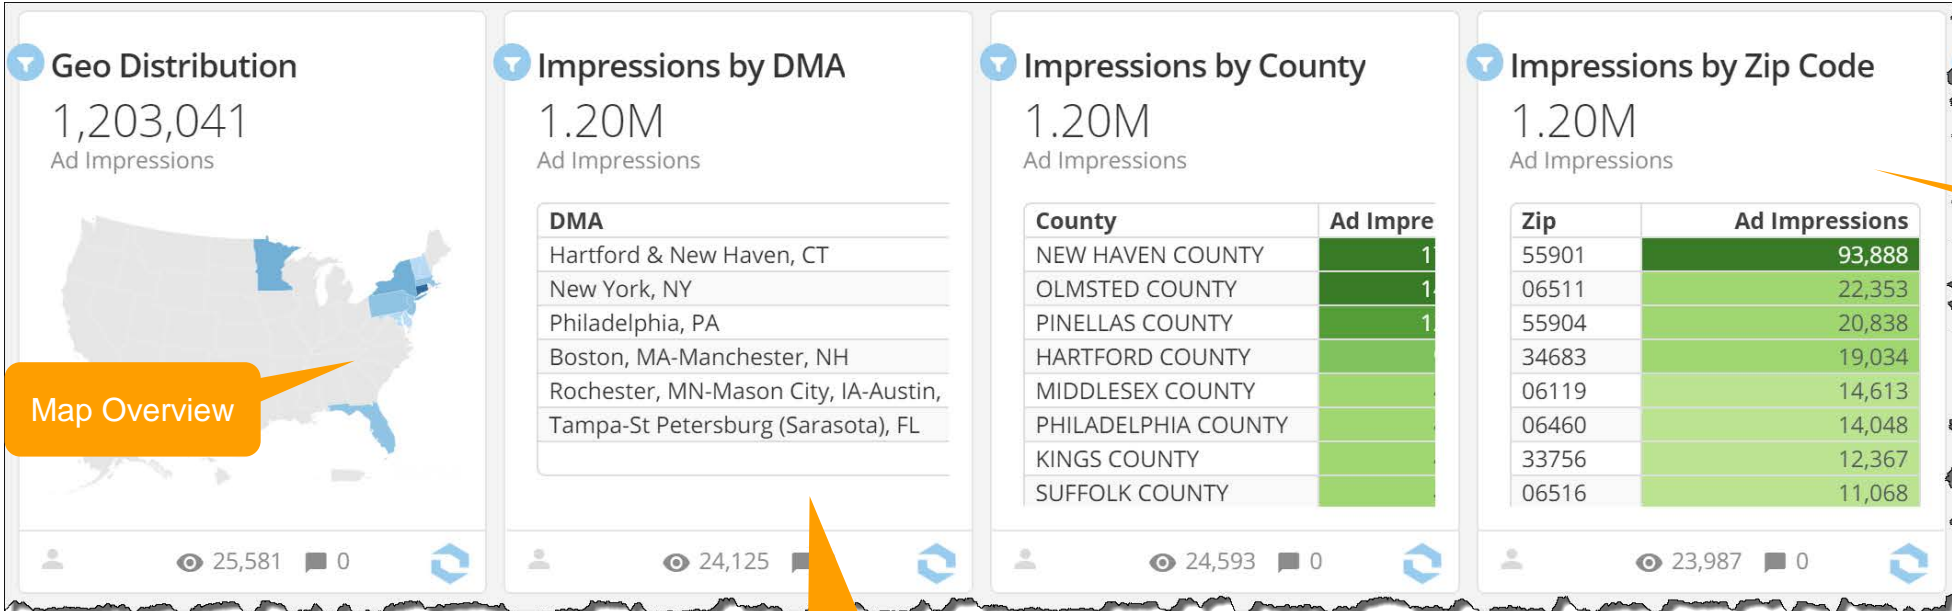 Geo Distribution
1,203,041
Ad Impressions
Map Overview
25,581 0
Impressions by DMA
1.20M
Ad Impressions
DMA
Hartford & New Haven, CT
New York, NY
Philadelphia, PA
Boston, MA-Manchester, NH
Rochester, MN-Mason City, IA-Austin,
Tampa-St Petersburg (Sarasota), FL
24,125
Impressions by County
1.20M
Ad Impressions
County Ad Impre
NEW HAVEN COUNTY 1
OLMSTED COUNTY 1
PINELLAS COUNTY 1
HARTFORD COUNTY
MIDDLESEX COUNTY
PHILADELPHIA COUNTY
KINGS COUNTY
SUFFOLK COUNTY
24,593 0
Impressions by Zip Code
1.20M
Ad Impressions
Zip Ad Impressions
55901 93,888
06511 22,353
55904 20,838
34683 19,034
06119 14,613
06460 14,048
33756 12,367
06516 11,068
23,987 0